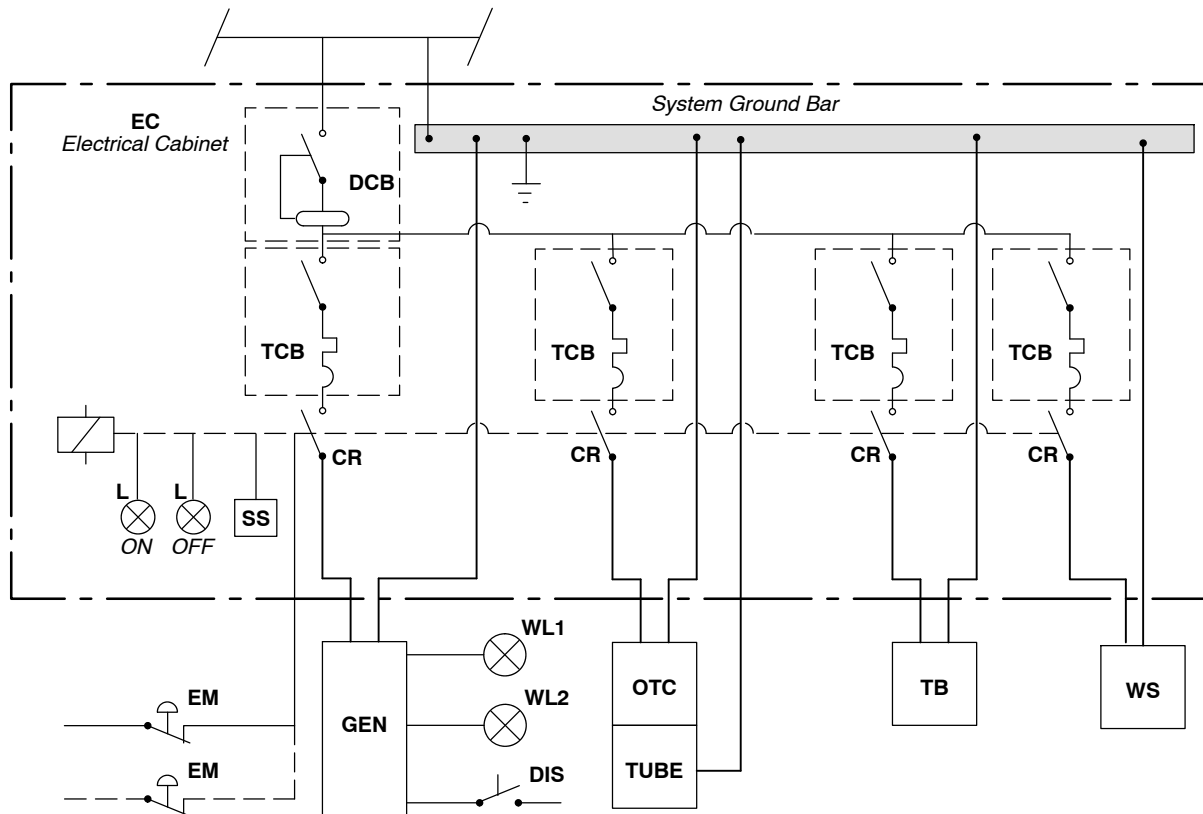 System Ground Bar
EC
Electrical Cabinet
DCB
TCB
TCB
TCB
TCB
CR
CR
CR
CR
L
L
SS
ON
OFF
WL1
EM
GEN
WL2
OTC
TB
WS
EM
DIS
TUBE